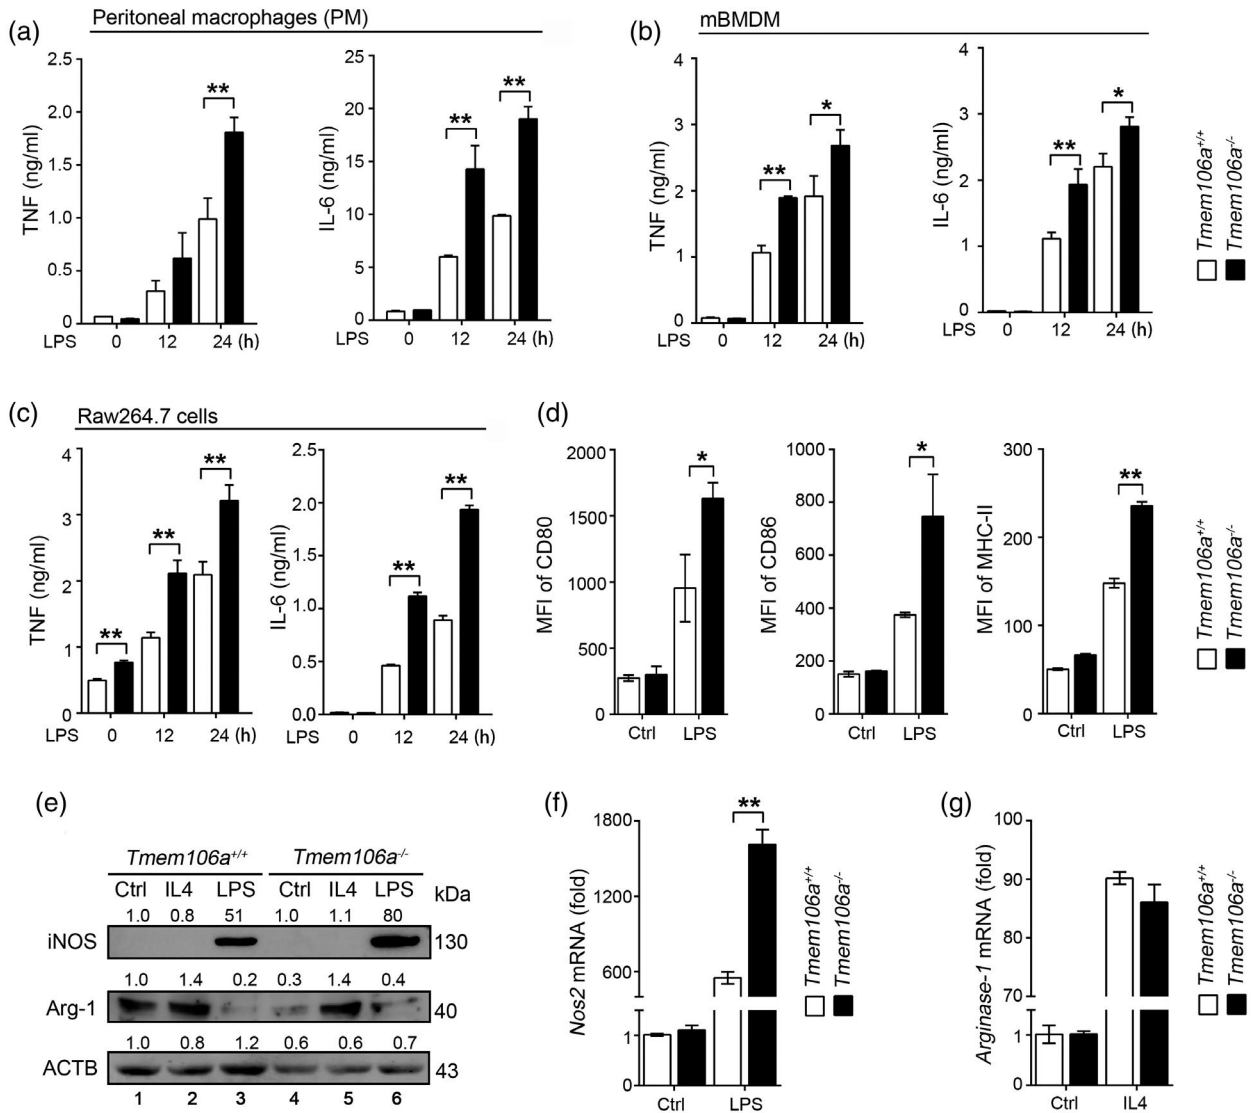 (a) Peritoneal macrophages (PM)
TNF (ng/ml)
2.5
2.0
1.5
1.0
0.5
0
**
LPS 0 12 24 (h)
IL-6 (ng/ml)
25
20
15
10
5
0
** **
LPS 0 12 24 (h)
(b) mBMDM
TNF (ng/ml)
4
3
2
1
0
** *
LPS 0 12 24 (h)
IL-6 (ng/ml)
4
3
2
1
0
** *
LPS 0 12 24 (h)
Tmem106a+/+
Tmem106a-/-
(c) Raw264.7 cells
TNF (ng/ml)
4
3
2
1
0
** ** **
LPS 0 12 24 (h)
IL-6 (ng/ml)
2.5
2.0
1.5
1.0
0.5
0.0
** **
LPS 0 12 24 (h)
(d)
MFI of CD80
2000
1500
1000
500
0
*
Ctrl LPS
MFI of CD86
1000
800
600
400
200
0
*
Ctrl LPS
MFI of MHC-II
300
200
100
0
**
Ctrl LPS
Tmem106a+/+
Tmem106a-/-
(e)
Tmem106a+/+ Tmem106a-/-
Ctrl IL4 LPS Ctrl IL4 LPS kDa
1.0 0.8 51 1.0 1.1 80
iNOS 130
1.0 1.4 0.2 0.3 1.4 0.4
Arg-1 40
1.0 0.8 1.2 0.6 0.6 0.7
ACTB 43
1 2 3 4 5 6
(f)
Nos2 mRNA (fold)
1800
1200
600
1
0
**
Ctrl LPS
Tmem106a+/+
Tmem106a-/-
(g)
Arginase-1 mRNA (fold)
100
90
80
70
1
0
Ctrl IL4
Tmem106a+/+
Tmem106a-/-